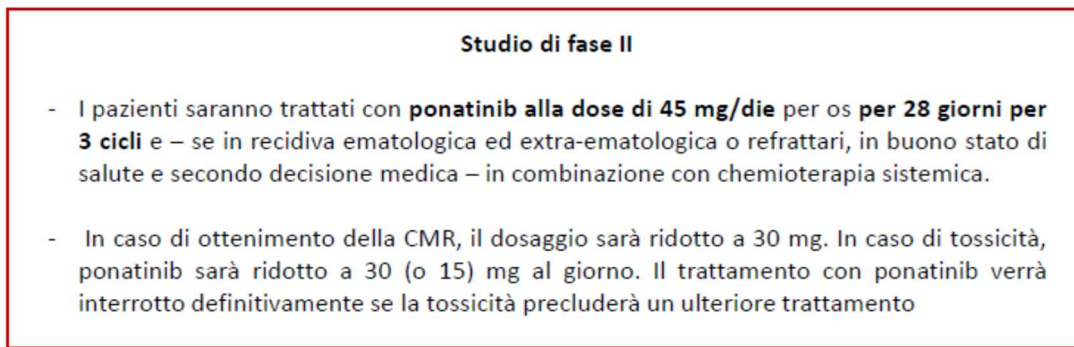 Studio di fase II
- I pazienti saranno trattati con ponatinib alla dose di 45 mg/die per os per 28 giorni per
3 cicli e – se in recidiva ematologica ed extra-ematologica o refrattari, in buono stato di
salute e secondo decisione medica – in combinazione con chemioterapia sistemica.
- In caso di ottenimento della CMR, il dosaggio sarà ridotto a 30 mg. In caso di tossicità,
ponatinib sarà ridotto a 30 (o 15) mg al giorno. Il trattamento con ponatinib verrà
interrotto definitivamente se la tossicità precluderà un ulteriore trattamento